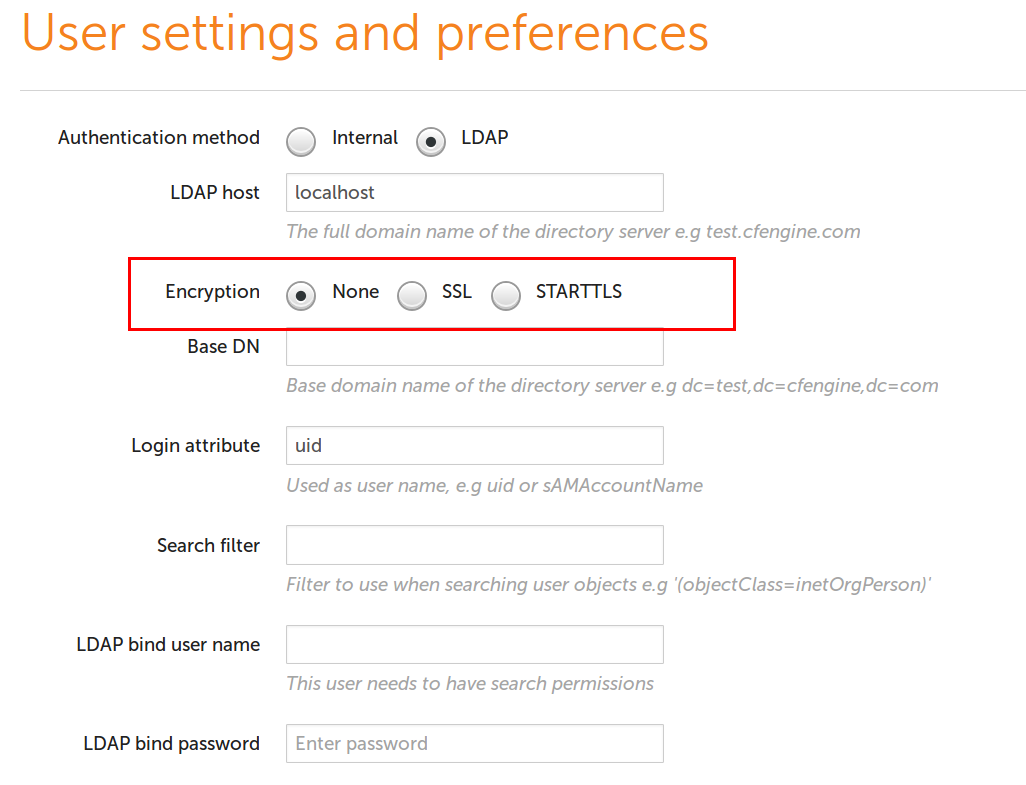 User settings and preferences
Authentication method Internal LDAP
LDAP host localhost
The full domain name of the directory server e.g test.cfengine.com
Encryption None SSL STARTTLS
Base DN
Base domain name of the directory server e.g dc=test,dc=cfengine,dc=com
Login attribute uid
Used as user name, e.g uid or sAMAccountName
Search filter
Filter to use when searching user objects e.g '(objectClass=inetOrgPerson)'
LDAP bind user name
This user needs to have search permissions
LDAP bind password Enter password